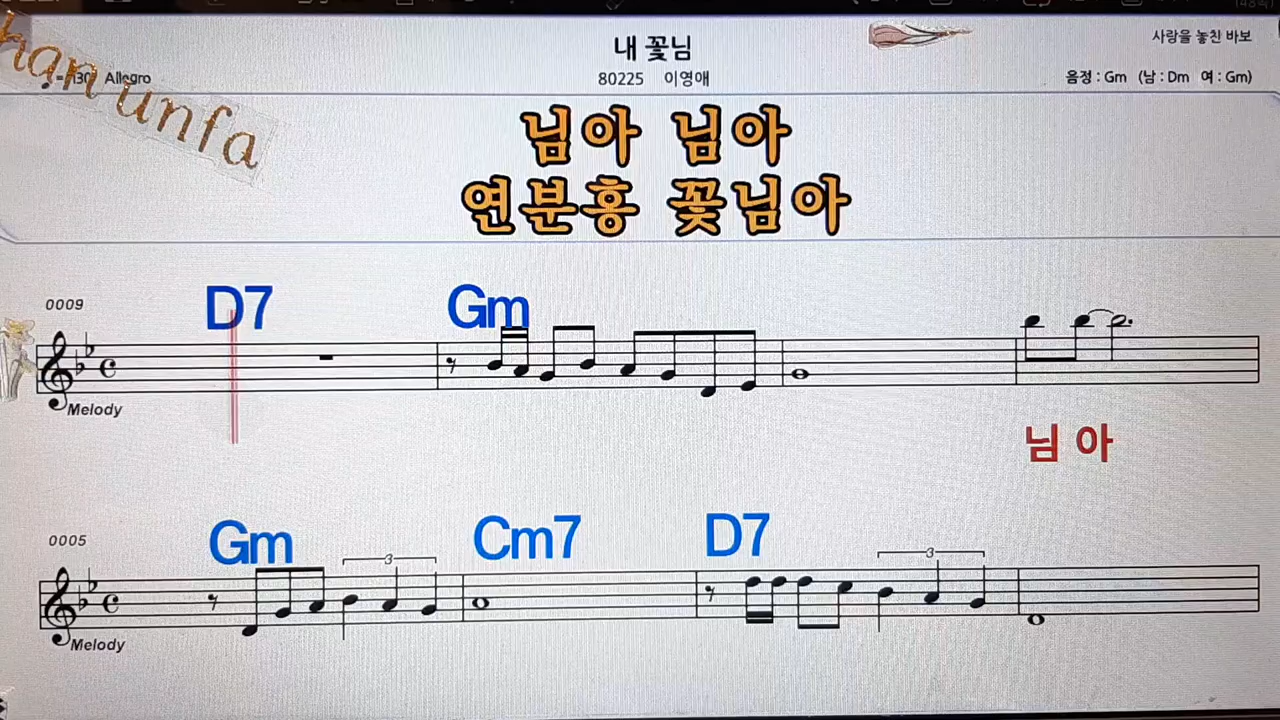 내 꽃님
사랑을 놓친 바보
han unfa
Allegro
80225 이영애
음정 : Gm (남 : Dm 여 : Gm)
님아 님아
연분홍 꽃님아
0009 D7 Gm
Melody
님 아
0005 Gm Cm7 D7
3 3
Melody